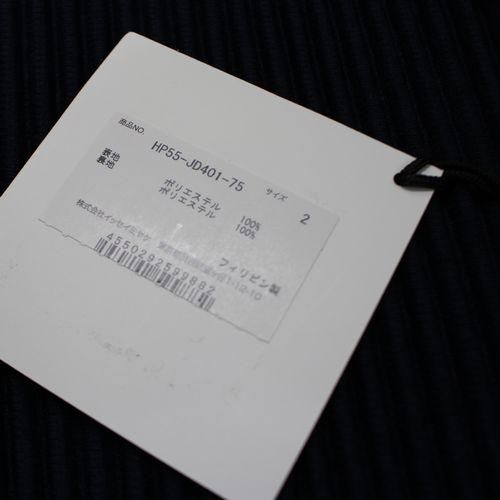 商品NO.
HP55-JD401-75
サイズ
2
表地
ポリエステル
100%
裏地
ポリエステル
100%
株式会社イッセイミヤケ
フィリピン製
4550292599882